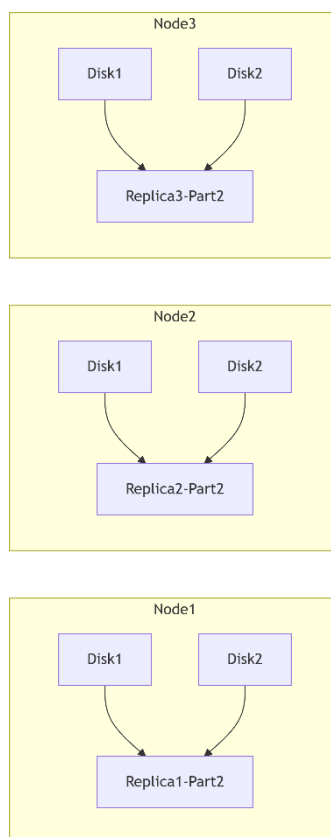 Node3
Disk1 Disk2
Replica3-Part2
Node2
Disk1 Disk2
Replica2-Part2
Node1
Disk1 Disk2
Replica1-Part2